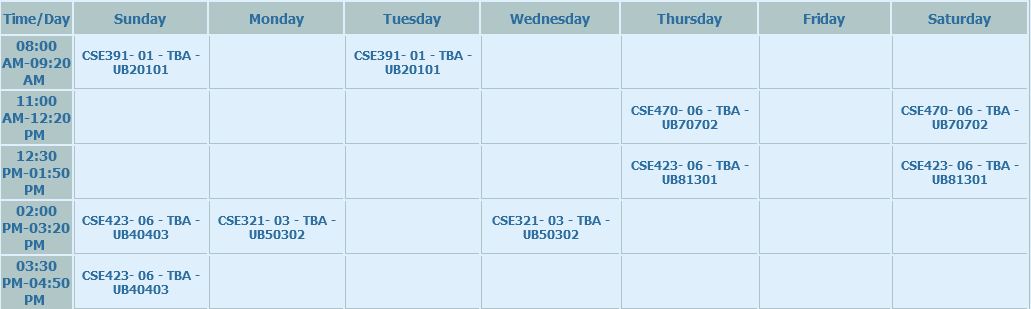 Time/Day Sunday Monday Tuesday Wednesday Thursday Friday Saturday
08:00
AM-09:20
AM
CSE391- 01 - TBA -
UB20101
CSE391- 01 - TBA -
UB20101
11:00
AM-12:20
PM
CSE470- 06 - TBA -
UB70702
CSE470- 06 - TBA -
UB70702
12:30
PM-01:50
PM
CSE423- 06 - TBA -
UB81301
CSE423- 06 - TBA -
UB81301
02:00
PM-03:20
PM
CSE423- 06 - TBA -
UB40403
CSE321- 03 - TBA -
UB50302
CSE321- 03 - TBA -
UB50302
03:30
PM-04:50
PM
CSE423- 06 - TBA -
UB40403